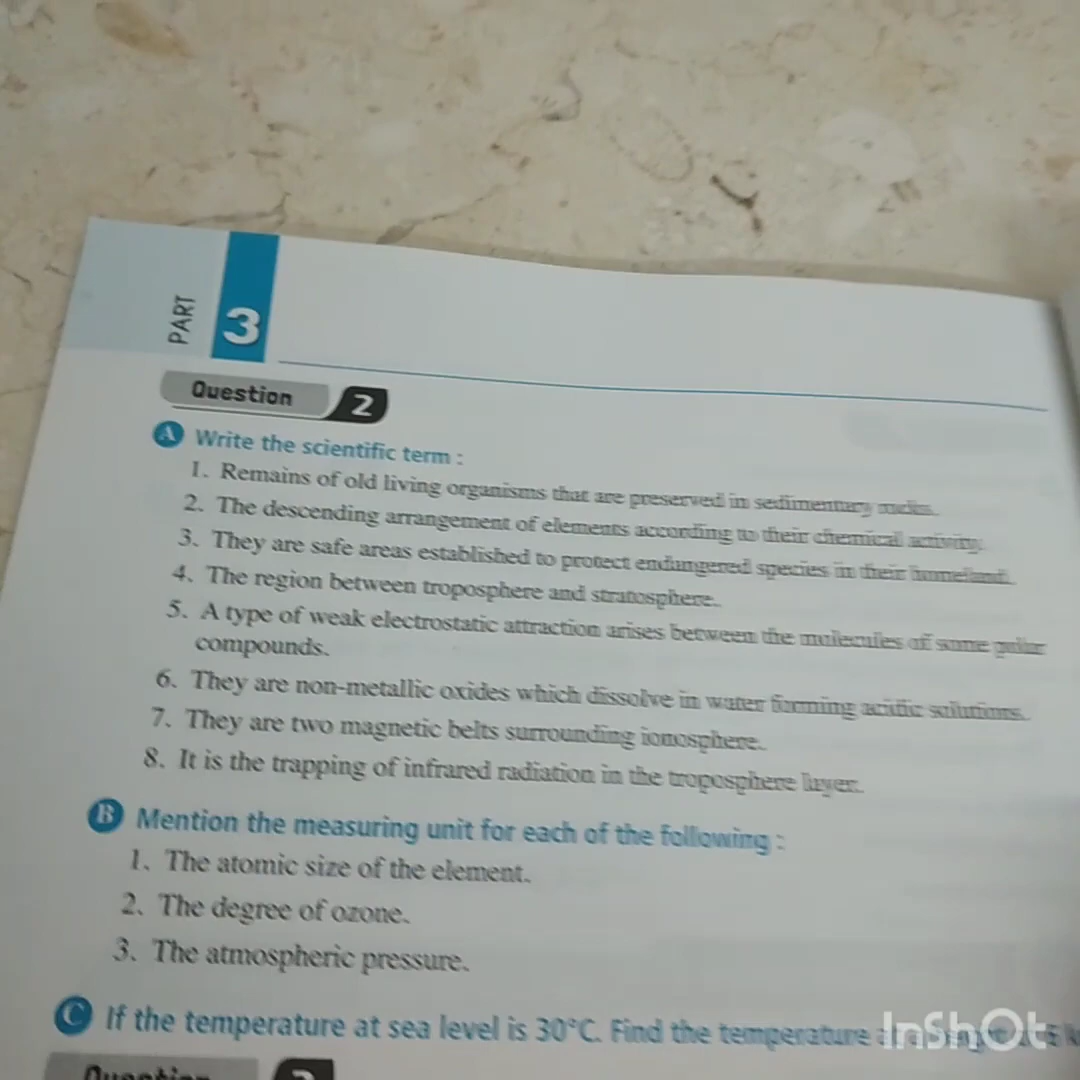 PART
3
Question 2
A Write the scientific term :
1. Remains of old living organisms that are preserved in sedimentary rocks.
2. The descending arrangement of elements according to their chemical activity.
3. They are safe areas established to protect endangered species in their homeland.
4. The region between troposphere and stratosphere.
5. A type of weak electrostatic attraction arises between the molecules of some polar
compounds.
6. They are non-metallic oxides which dissolve in water forming acidic solutions.
7. They are two magnetic belts surrounding ionosphere.
8. It is the trapping of infrared radiation in the troposphere layer.
B Mention the measuring unit for each of the following :
1. The atomic size of the element.
2. The degree of ozone.
3. The atmospheric pressure.
C If the temperature at sea level is 30°C. Find the temperature
InShOt
Question